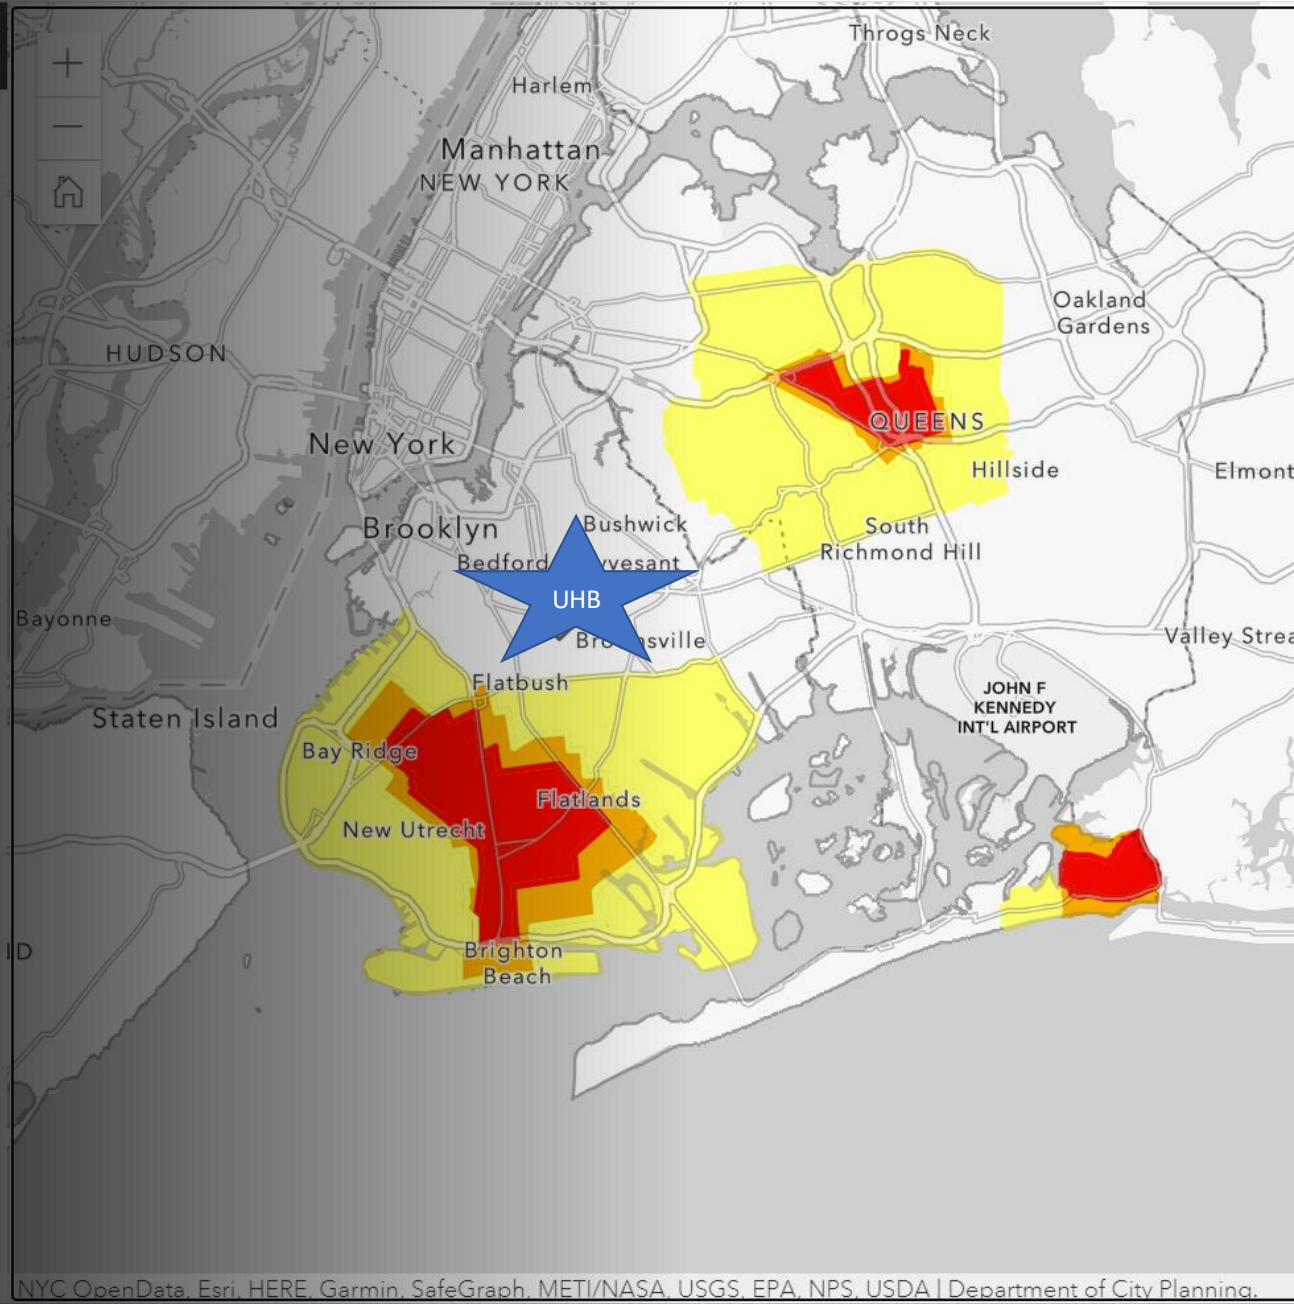 Throgs Neck
Harlem
Manhattan
NEW YORK
Oakland
Gardens
HUDSON
QUEENS
New York
Hillside
Elmont
Brooklyn
Bushwick
South
Richmond Hill
Bedford
UHB
Bayonne
Valley Strea
Flatbush
JOHN F
KENNEDY
INT'L AIRPORT
Staten Island
Bay Ridge
Flatlands
New Utrecht
Brighton
Beach
NYC OpenData, Esri, HERE, Garmin, SafeGraph, METI/NASA, USGS, EPA, NPS, USDA | Department of City Planning.